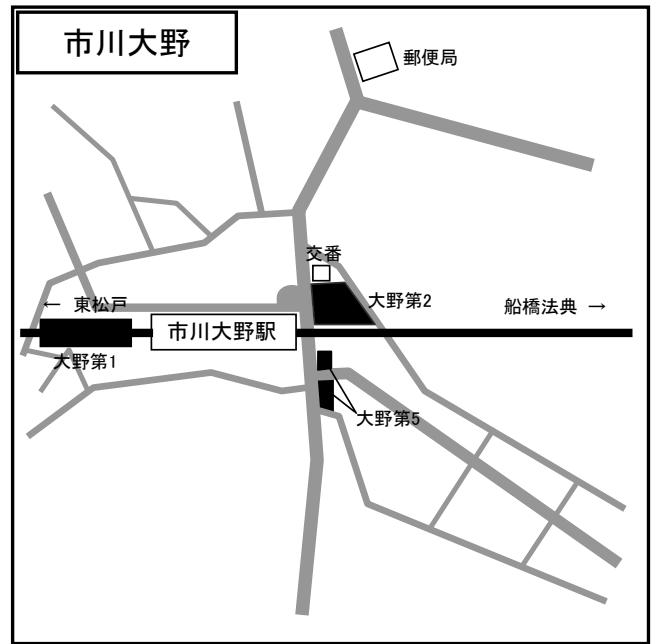 市川大野
郵便局
交番
← 東松戸
大野第2
船橋法典 →
市川大野駅
大野第1
大野第5